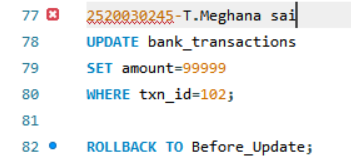 77 2520030245-T.Meghana sai
78 UPDATE bank_transactions
79 SET amount=99999
80 WHERE txn_id=102;
81
82 ROLLBACK TO Before_Update;